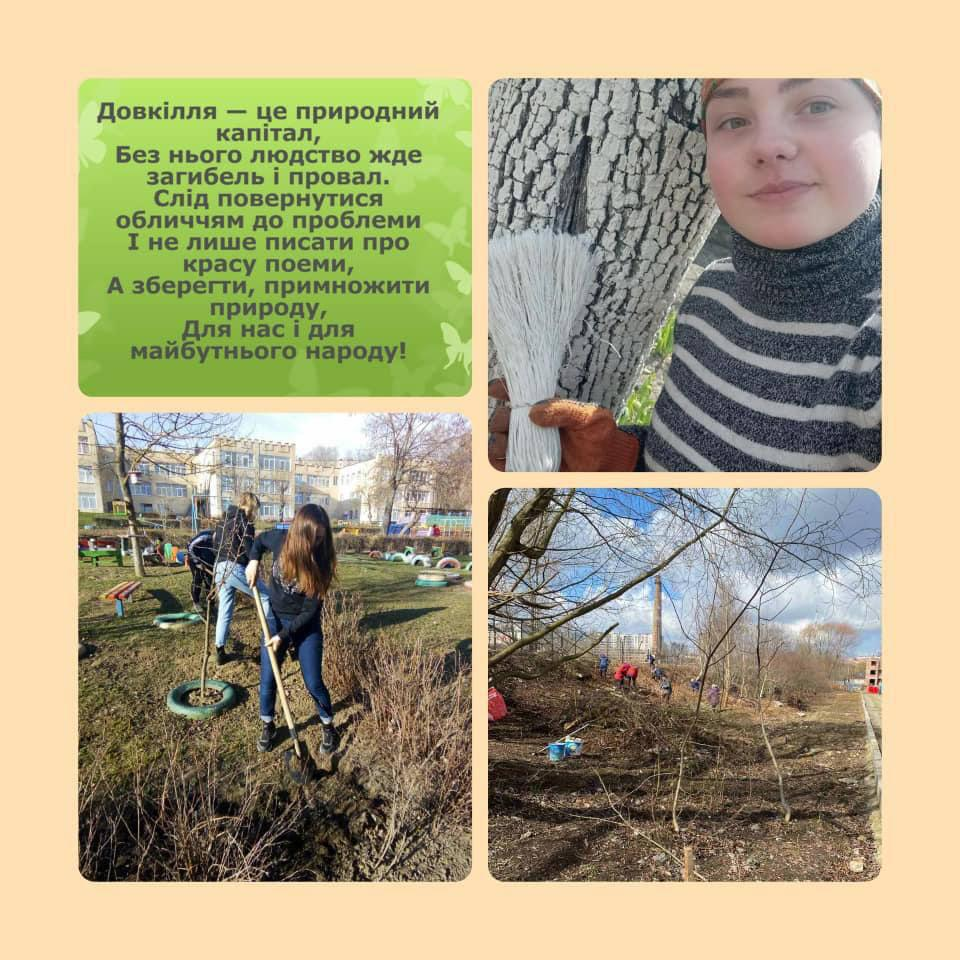 Довкілля — це природний
капітал,
Без нього людство жде
загибель і провал.
Слід повернутися
обличчям до проблеми
І не лише писати про
красу поеми,
А зберегти, примножити
природу,
Для нас і для
майбутнього народу!